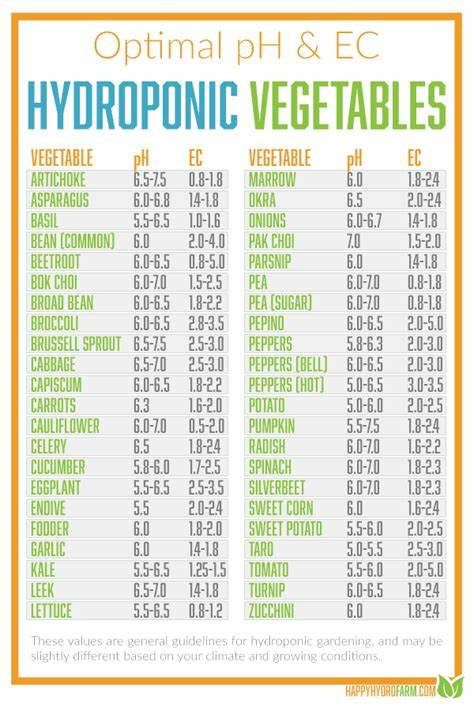 Optimal pH & EC
HYDROPONIC VEGETABLES
VEGETABLE pH EC
ARTICHOKE 6.5-7.5 0.8-1.8
ASPARAGUS 6.0-6.8 1.4-1.8
BASIL 5.5-6.5 1.0-1.6
BEAN (COMMON) 6.0 2.0-4.0
BEETROOT 6.0-6.5 0.8-5.0
BOK CHOI 6.0-7.0 1.5-2.5
BROAD BEAN 6.0-6.5 1.8-2.2
BROCCOLI 6.0-6.5 2.8-3.5
BRUSSELL SPROUT 6.5-7.5 2.5-3.0
CABBAGE 6.5-7.0 2.5-3.0
CAPISCUM 6.0-6.5 1.8-2.2
CARROTS 6.3 1.6-2.0
CAULIFLOWER 6.0-7.0 0.5-2.0
CELERY 6.5 1.8-2.4
CUCUMBER 5.8-6.0 1.7-2.5
EGGPLANT 5.5-6.5 2.5-3.5
ENDIVE 5.5 2.0-2.4
FODDER 6.0 1.8-2.0
GARLIC 6.0 1.4-1.8
KALE 5.5-6.5 1.25-1.5
LEEK 6.5-7.0 1.4-1.8
LETTUCE 5.5-6.5 0.8-1.2
VEGETABLE pH EC
MARROW 6.0 1.8-2.4
OKRA 6.5 2.0-2.4
ONIONS 6.0-6.7 1.4-1.8
PAK CHOI 7.0 1.5-2.0
PARSNIP 6.0 1.4-1.8
PEA 6.0-7.0 0.8-1.8
PEA (SUGAR) 6.0-7.0 0.8-1.8
PEPINO 6.0-6.5 2.0-5.0
PEPPERS 5.8-6.3 2.0-3.0
PEPPERS (BELL) 6.0-6.5 2.0-3.0
PEPPERS (HOT) 5.0-6.5 3.0-3.5
POTATO 5.0-6.0 2.0-2.5
PUMPKIN 5.5-7.5 1.8-2.4
RADISH 6.0-7.0 1.6-2.2
SPINACH 6.0-7.0 1.8-2.3
SILVERBEET 6.0-7.0 1.8-2.3
SWEET CORN 6.0 1.6-2.4
SWEET POTATO 5.5-6.0 2.0-2.5
TARO 5.0-5.5 2.5-3.0
TOMATO 5.5-6.5 2.0-5.0
TURNIP 6.0-6.5 1.8-2.4
ZUCCHINI 6.0 1.8-2.4
These values are general guidelines for hydroponic gardening, and may be
slightly different based on your climate and growing conditions.
HAPPYHYDROFARM.COM